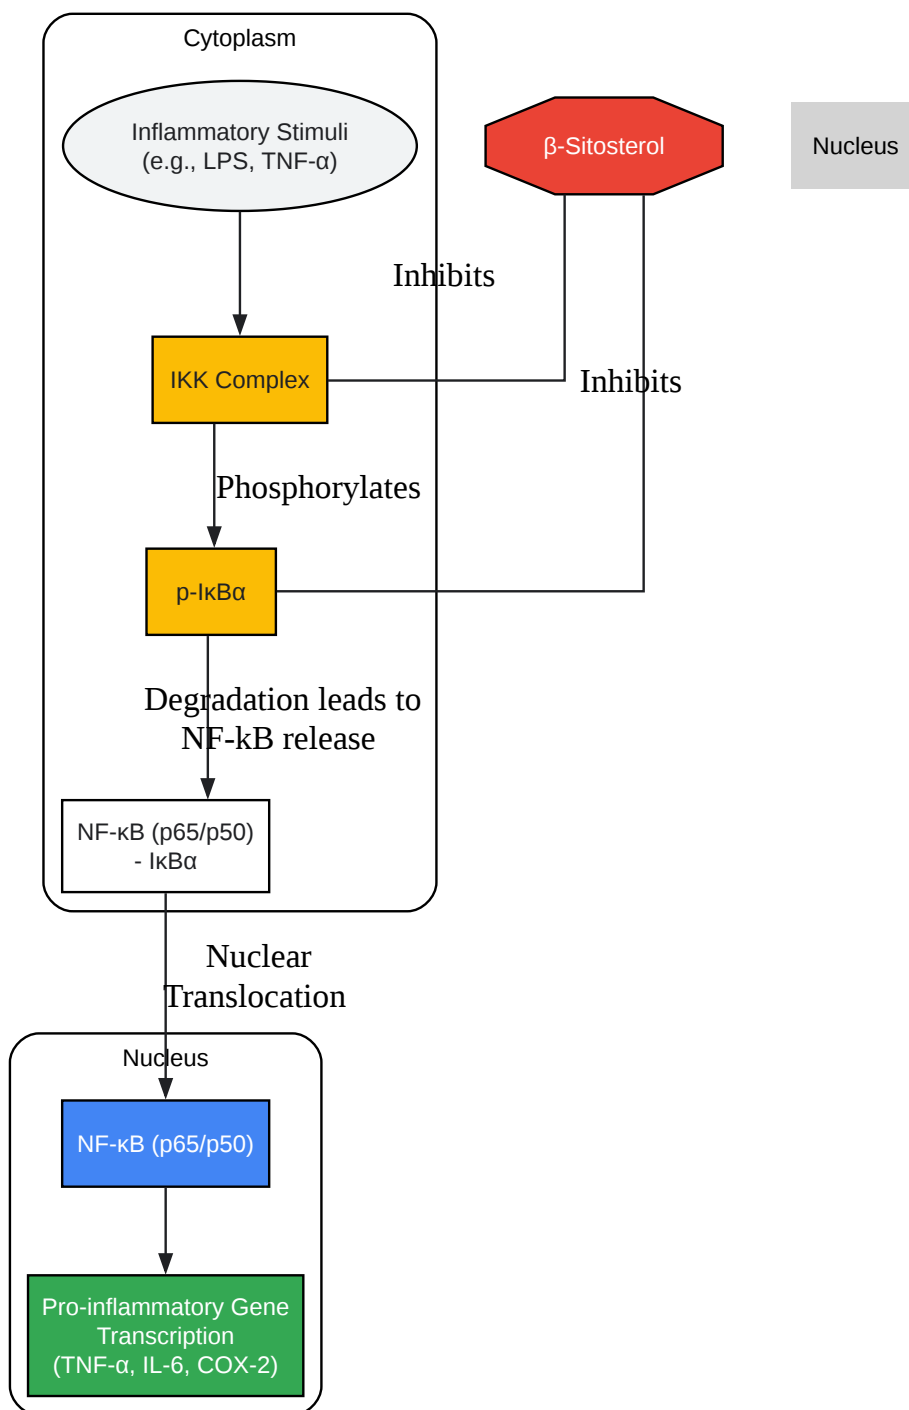 Cytoplasm
Inflammatory Stimuli
(e.g., LPS, TNF-α)
β-Sitosterol
Nucleus
Inhibits
IKK Complex
Inhibits
Phosphorylates
p-IκBα
Degradation leads to
NF-kB release
NF-κB (p65/p50)
- IκBα
Nuclear
Translocation
Nucleus
NF-κB (p65/p50)
Pro-inflammatory Gene
Transcription
(TNF-α, IL-6, COX-2)